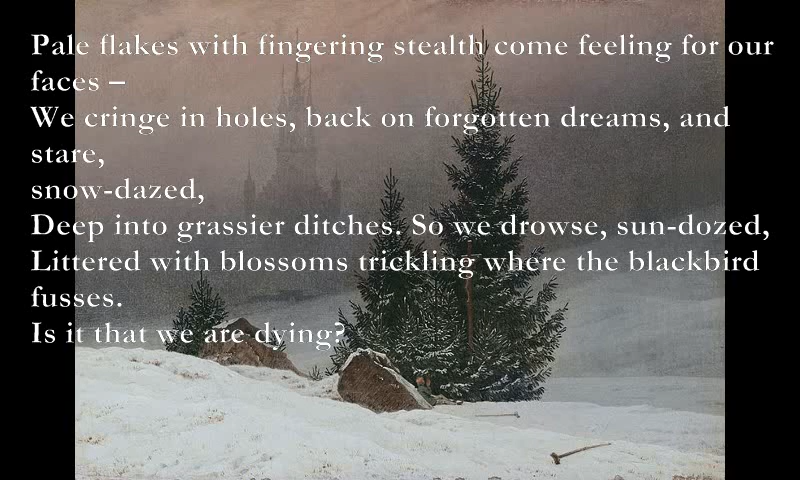 Pale flakes with fingering stealth come feeling for our
faces –
We cringe in holes, back on forgotten dreams, and
stare,
snow-dazed,
Deep into grassier ditches. So we drowse, sun-dozed,
Littered with blossoms trickling where the blackbird
fusses.
Is it that we are dying?